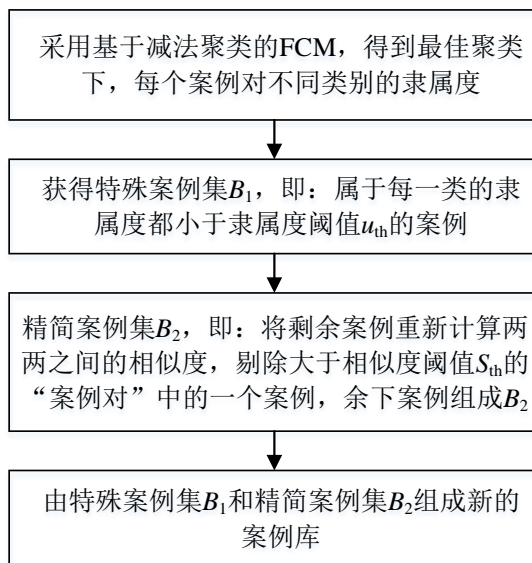 采用基于减法聚类的FCM，得到最佳聚类
下，每个案例对不同类别的隶属度
获得特殊案例集B₁，即：属于每一类的隶
属度都小于隶属度阈值uth的案例
精简案例集B₂，即：将剩余案例重新计算两
两之间的相似度，剔除大于相似度阈值Sth的
“案例对”中的一个案例，余下案例组成B₂
由特殊案例集B₁和精简案例集B₂组成新的
案例库